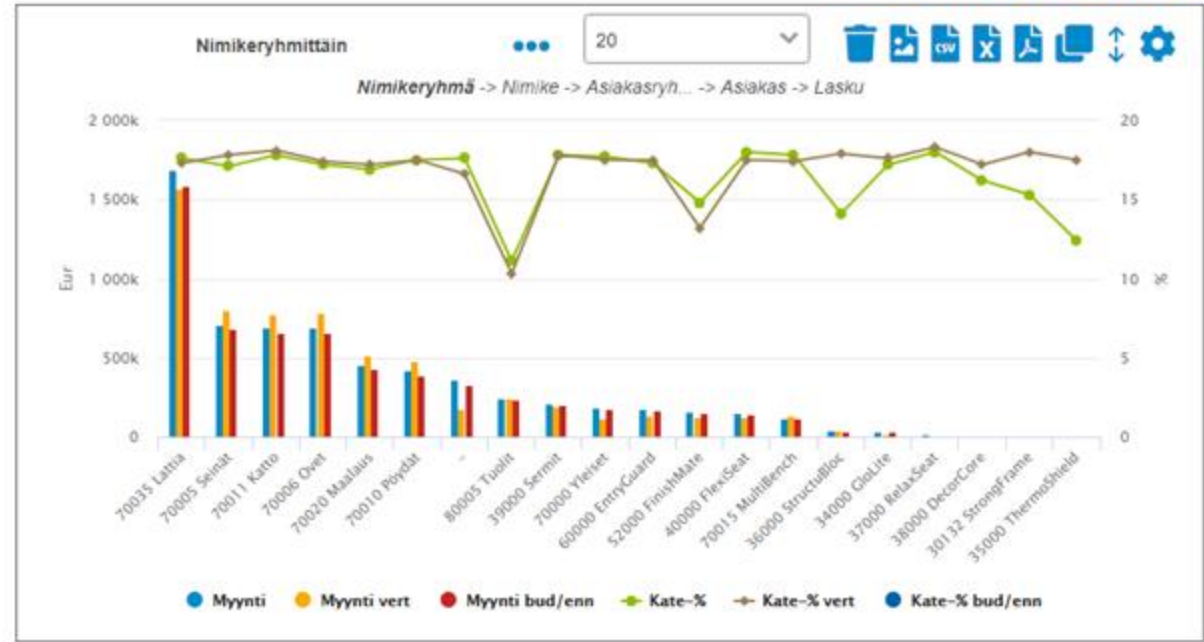 Nimikeryhmittäin
20
CSV
X
Nimikeryhmä -> Nimike -> Asiakasryh... -> Asiakas -> Lasku
2 000k
20
1 500k
15
Eur
1 000k
10
%
500k
5
0
0
70035 Lattia
70005 Seinät
70011 Katto
70006 Ovet
70020 Maalaus
70010 Pöydät
-
80005 Tuolit
39000 Sermit
70000 Yleiset
60000 EntryGuard
52000 FinishMate
40000 FlexiSeat
70015 MultiBench
36000 StructuBloc
34000 GloLite
37000 RelaxSeat
38000 DecorCore
30132 StrongFrame
35000 ThermoShield
Myynti Myynti vert Myynti bud/enn Kate-% Kate-% vert Kate-% bud/enn